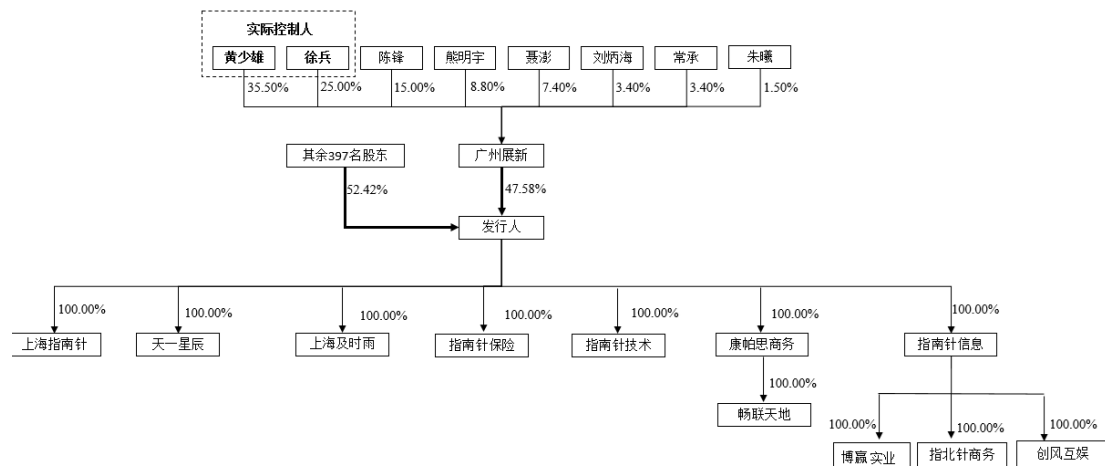 实际控制人
黄少雄
徐兵
陈锋
熊明宇
聂澎
刘炳海
常承
朱曦
35.50%
25.00%
15.00%
8.80%
7.40%
3.40%
3.40%
1.50%
其余397名股东
广州展新
52.42%
47.58%
发行人
100.00%
100.00%
100.00%
100.00%
100.00%
100.00%
100.00%
上海指南针
天一星辰
上海及时雨
指南针保险
指南针技术
康帕思商务
指南针信息
100.00%
畅联天地
100.00%
100.00%
100.00%
博赢实业
指北针商务
创风互娱